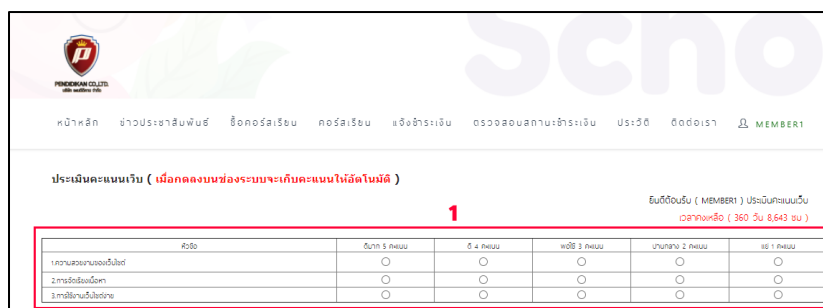 Scho
PENDIDIKAN CO.,LTD.
หน้าหลัก ข่าวประชาสัมพันธ์ ซื้อคอร์สเรียน คอร์สเรียน แจ้งชำระเงิน ตรวจสอบสถานะชำระเงิน ประวัติ ติดต่อเรา MEMBER1
ประเมินคะแนนเว็บ ( เมื่อกดลงบนช่องระบบจะเก็บคะแนนให้อัตโนมัติ )
ยินดีต้อนรับ ( MEMBER1 ) ประเมินคะแนนเว็บ
เวลาคงเหลือ ( 360 วัน 8,643 ชม )
1
หัวข้อ ดีมาก 5 คะแนน ดี 4 คะแนน พอใช้ 3 คะแนน ปานกลาง 2 คะแนน แย่ 1 คะแนน
1.ความสวยงามของเว็บไซต์
2.การจัดเรียงเนื้อหา
3.การใช้งานเว็บไซต์ง่าย